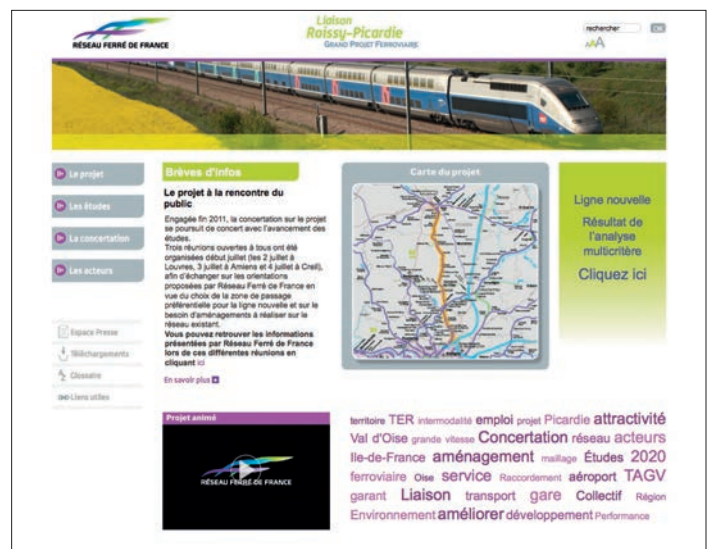 RÉSEAU FERRÉ DE FRANCE
Liaison
Roissy-Picardie
GRAND PROJET FERROVIAIRE
rechercher
OK
AAA
Le projet
Les études
La concertation
Les acteurs
Espace Presse
Téléchargements
Glossaire
Liens utiles
Brèves d'infos
Le projet à la rencontre du
public
Engagée fin 2011, la concertation sur le projet
se poursuit de concert avec l'avancement des
études.
Trois réunions ouvertes à tous ont été
organisées début juillet (les 2 juillet à
Louvres, 3 juillet à Amiens et 4 juillet à Creil),
afin d'échanger sur les orientations
proposées par Réseau Ferré de France en
vue du choix de la zone de passage
préférentielle pour la ligne nouvelle et sur le
besoin d'aménagements à réaliser sur le
réseau existant.
Vous pouvez retrouver les informations
présentées par Réseau Ferré de France
lors de ces différentes réunions en
cliquant ici
En savoir plus
Carte du projet
Ligne nouvelle
Résultat de
l'analyse
multicritère
Cliquez ici
Projet animé
RÉSEAU FERRÉ DE FRANCE
territoire TER intermodalité emploi projet Picardie attractivité
Val d'Oise grande vitesse Concertation réseau acteurs
Ile-de-France aménagement maillage Études 2020
ferroviaire Oise service Raccordement aéroport TAGV
garant Liaison transport gare Collectif Région
Environnement améliorer développement Performance